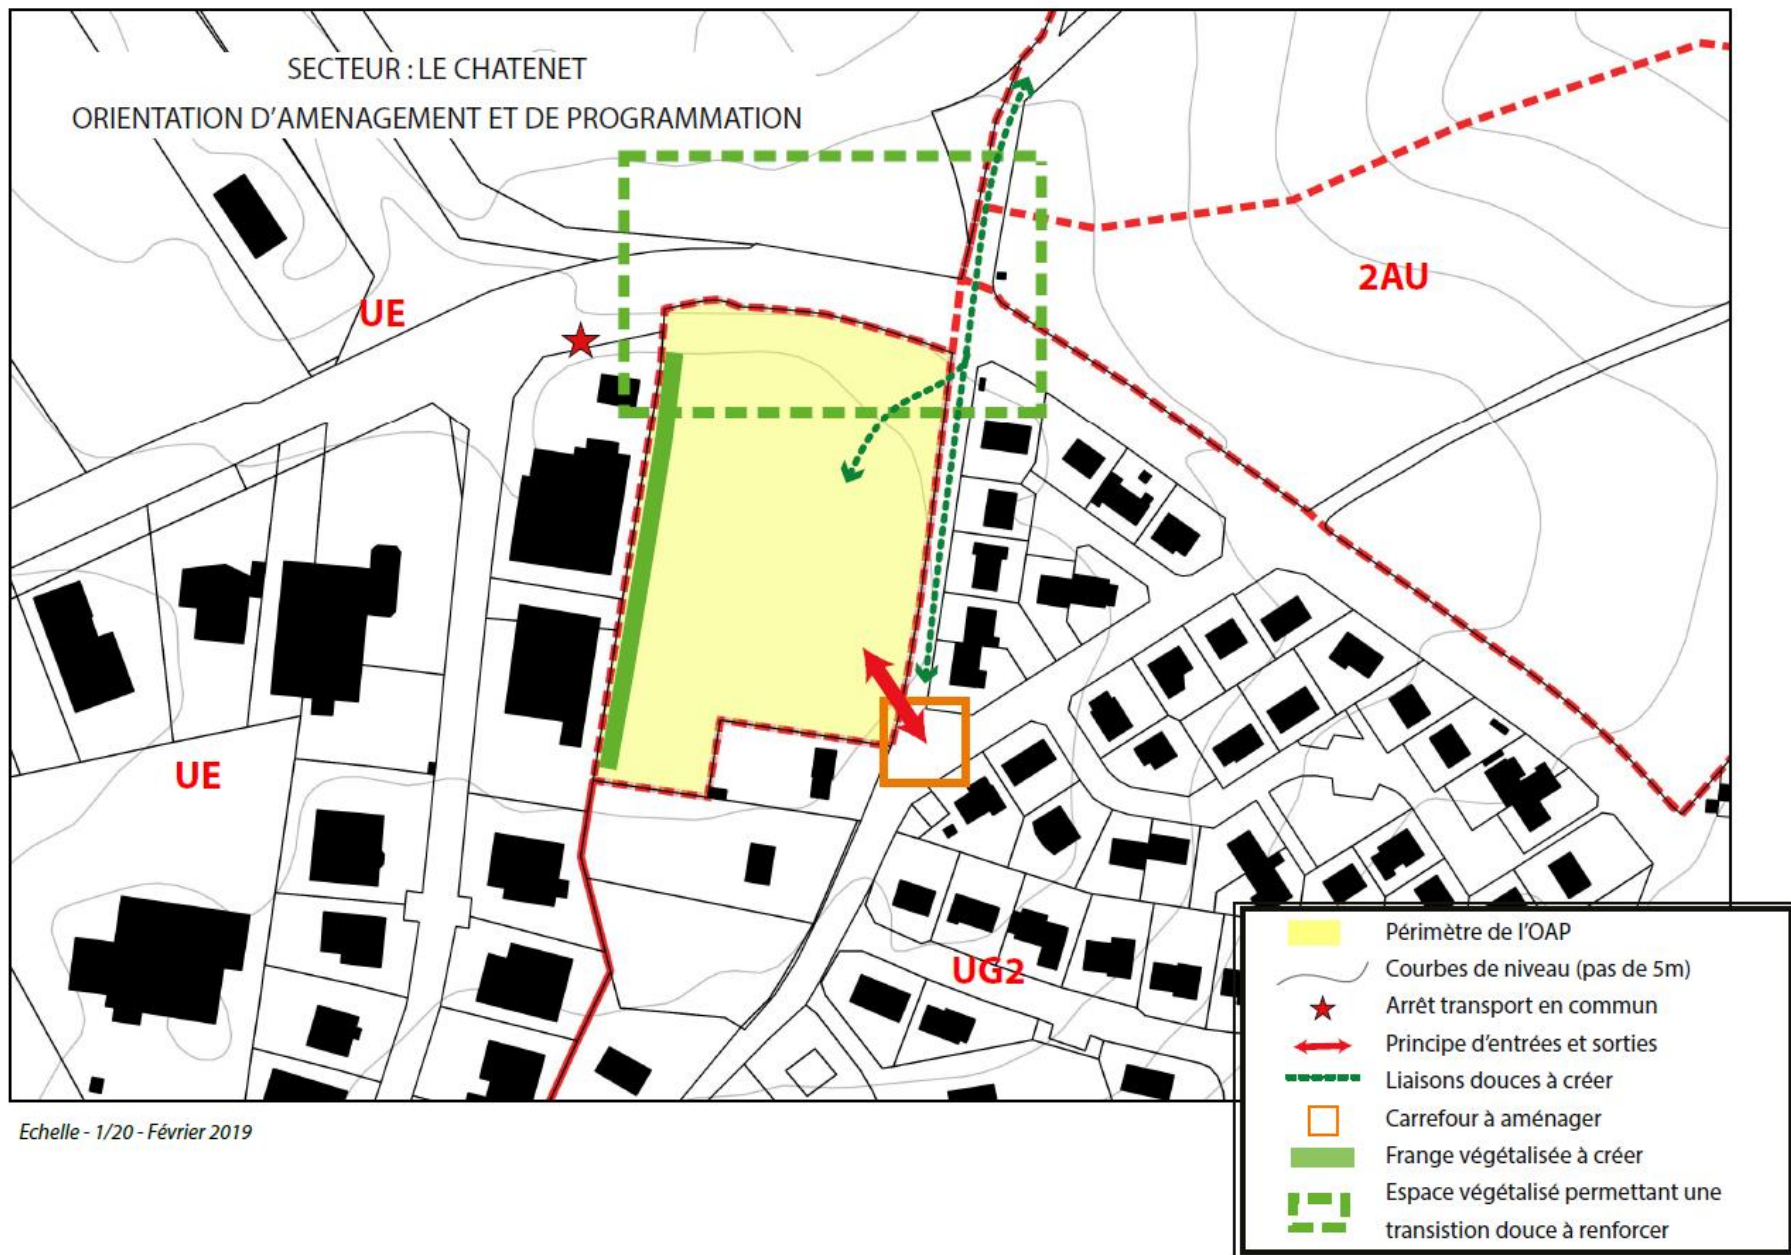 SECTEUR : LE CHATENET
ORIENTATION D'AMENAGEMENT ET DE PROGRAMMATION
2AU
UE
UE
UG2
Périmètre de l'OAP
Courbes de niveau (pas de 5m)
Arrêt transport en commun
Principe d'entrées et sorties
Liaisons douces à créer
Carrefour à aménager
Frange végétalisée à créer
Espace végétalisé permettant une
transistion douce à renforcer
Echelle - 1/20 - Février 2019